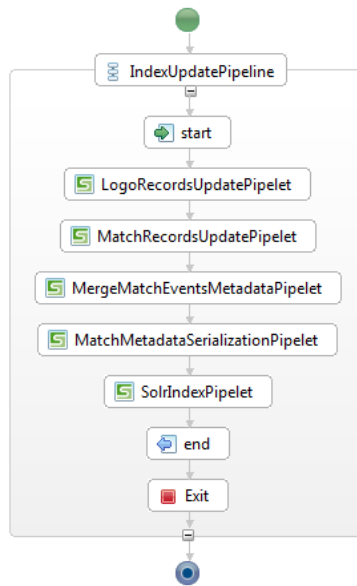 IndexUpdatePipeline
start
LogoRecordsUpdatePipelet
MatchRecordsUpdatePipelet
MergeMatchEventsMetadataPipelet
MatchMetadataSerializationPipelet
SolrIndexPipelet
end
Exit